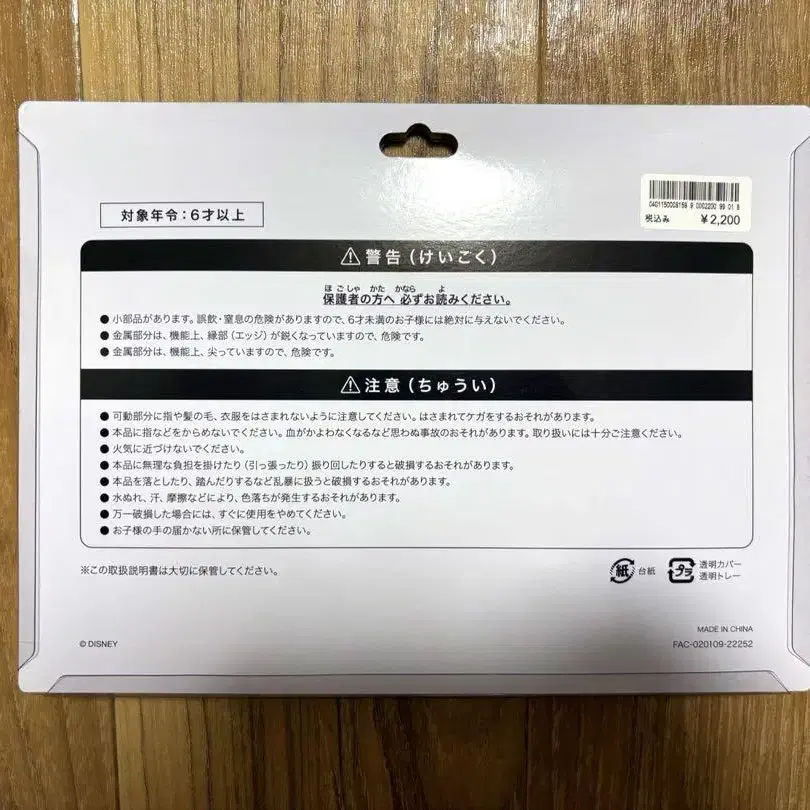 0401150008156 9 0002200 99 01 8
税込み ¥2,200
対象年令：6才以上
⚠警告（けいこく）
ほごしゃ かた かなら よ
保護者の方へ 必ずお読みください。
●小部品があります。誤飲・窒息の危険がありますので、6才未満のお子様には絶対に与えないでください。
●金属部分は、機能上、縁部（エッジ）が鋭くなっていますので、危険です。
●金属部分は、機能上、尖っていますので、危険です。
⚠注意（ちゅうい）
●可動部分に指や髪の毛、衣服をはさまれないように注意してください。はさまれてケガをするおそれがあります。
●本品に指などをからめないでください。血がかよわなくなるなど思わぬ事故のおそれがあります。取り扱いには十分ご注意ください。
●火気に近づけないでください。
●本品に無理な負担を掛けたり（引っ張ったり）振り回したりすると破損するおそれがあります。
●本品を落としたり、踏んだりするなど乱暴に扱うと破損するおそれがあります。
●水ぬれ、汗、摩擦などにより、色落ちが発生するおそれがあります。
●万一破損した場合には、すぐに使用をやめてください。
●お子様の手の届かない所に保管してください。
※この取扱説明書は大切に保管してください。
紙 台紙
プラ 透明カバー
透明トレー
MADE IN CHINA
© DISNEY
FAC-020109-Z2252